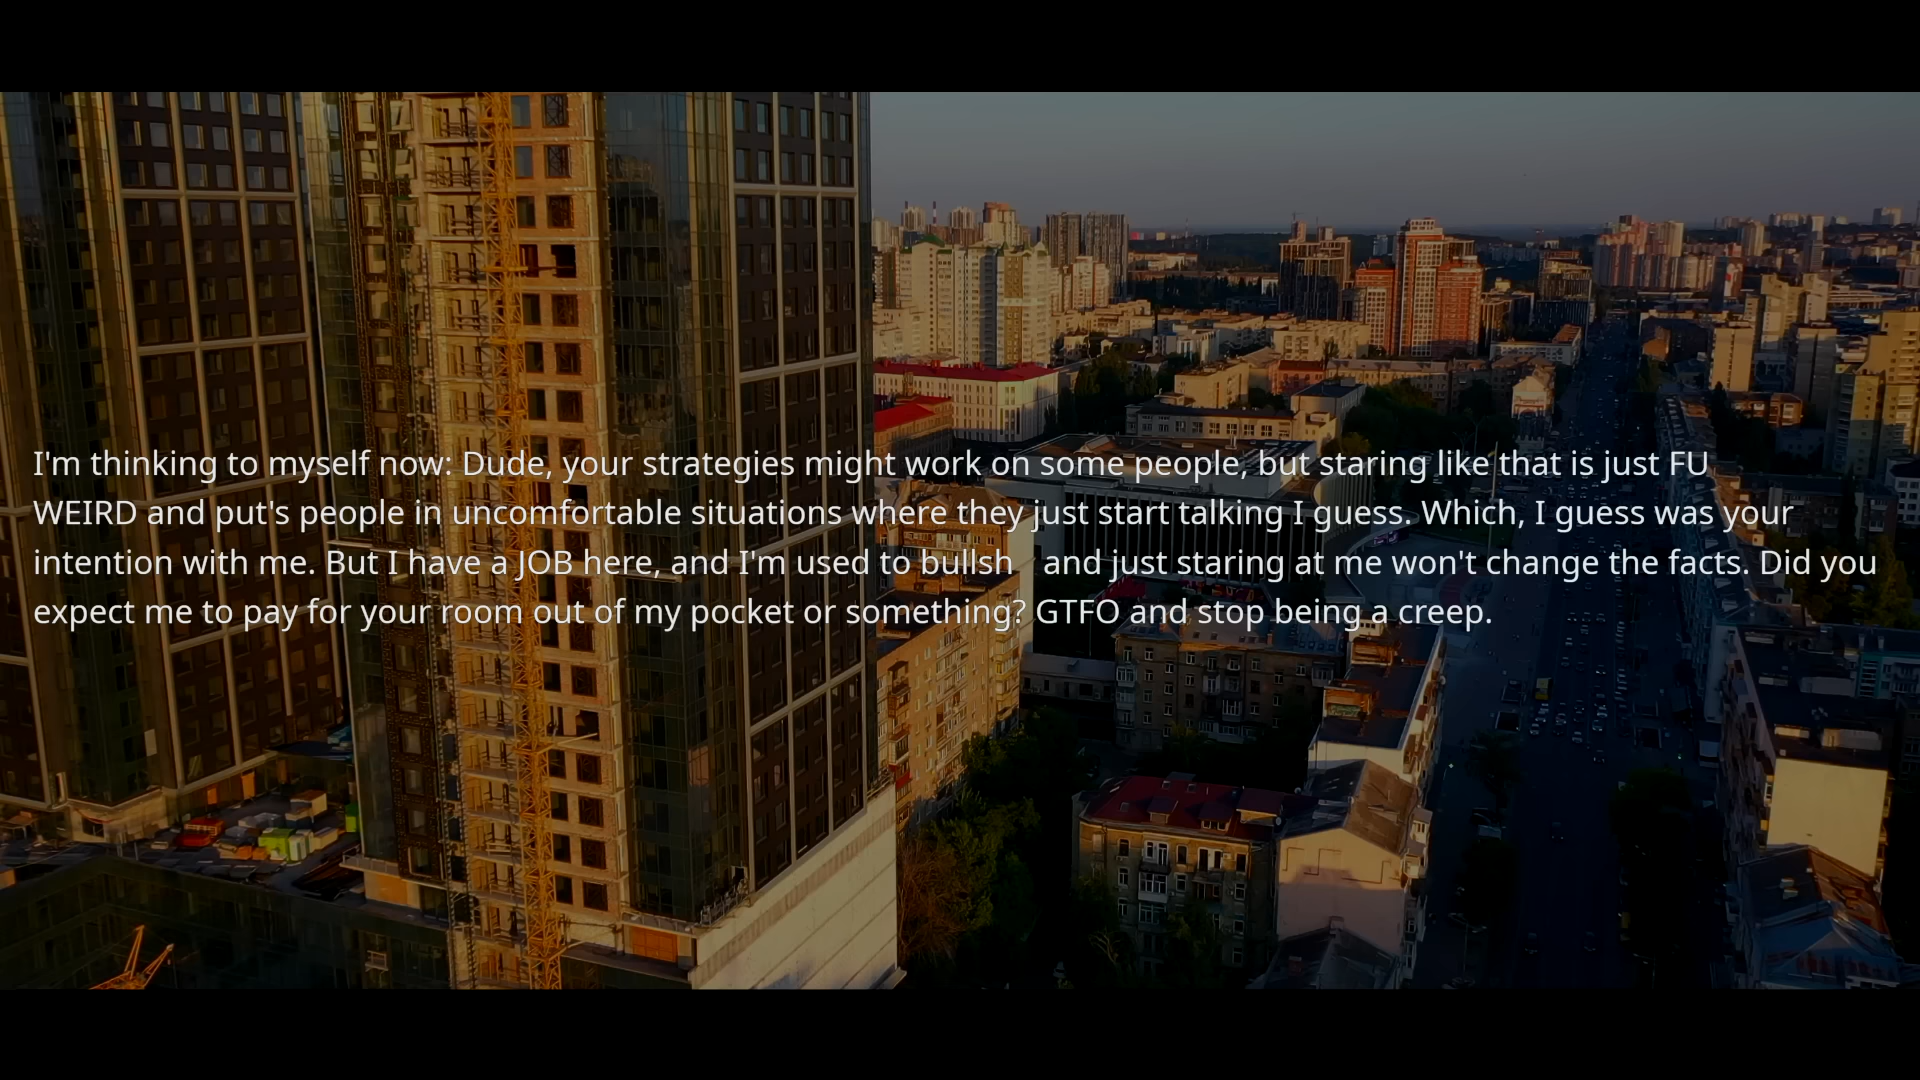 I'm thinking to myself now: Dude, your strategies might work on some people, but staring like that is just FU
WEIRD and put's people in uncomfortable situations where they just start talking I guess. Which, I guess was your
intention with me. But I have a JOB here, and I'm used to bullsh and just staring at me won't change the facts. Did you
expect me to pay for your room out of my pocket or something? GTFO and stop being a creep.